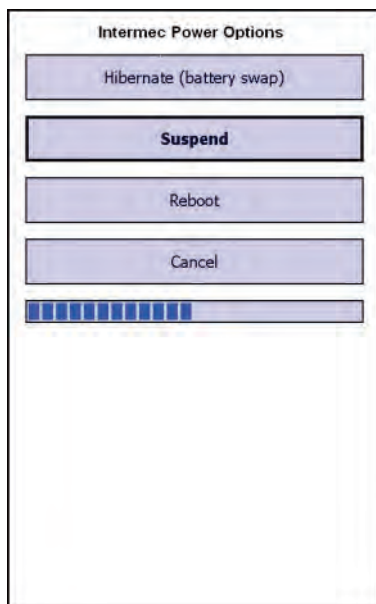 Intermec Power Options
Hibernate (battery swap)
Suspend
Reboot
Cancel